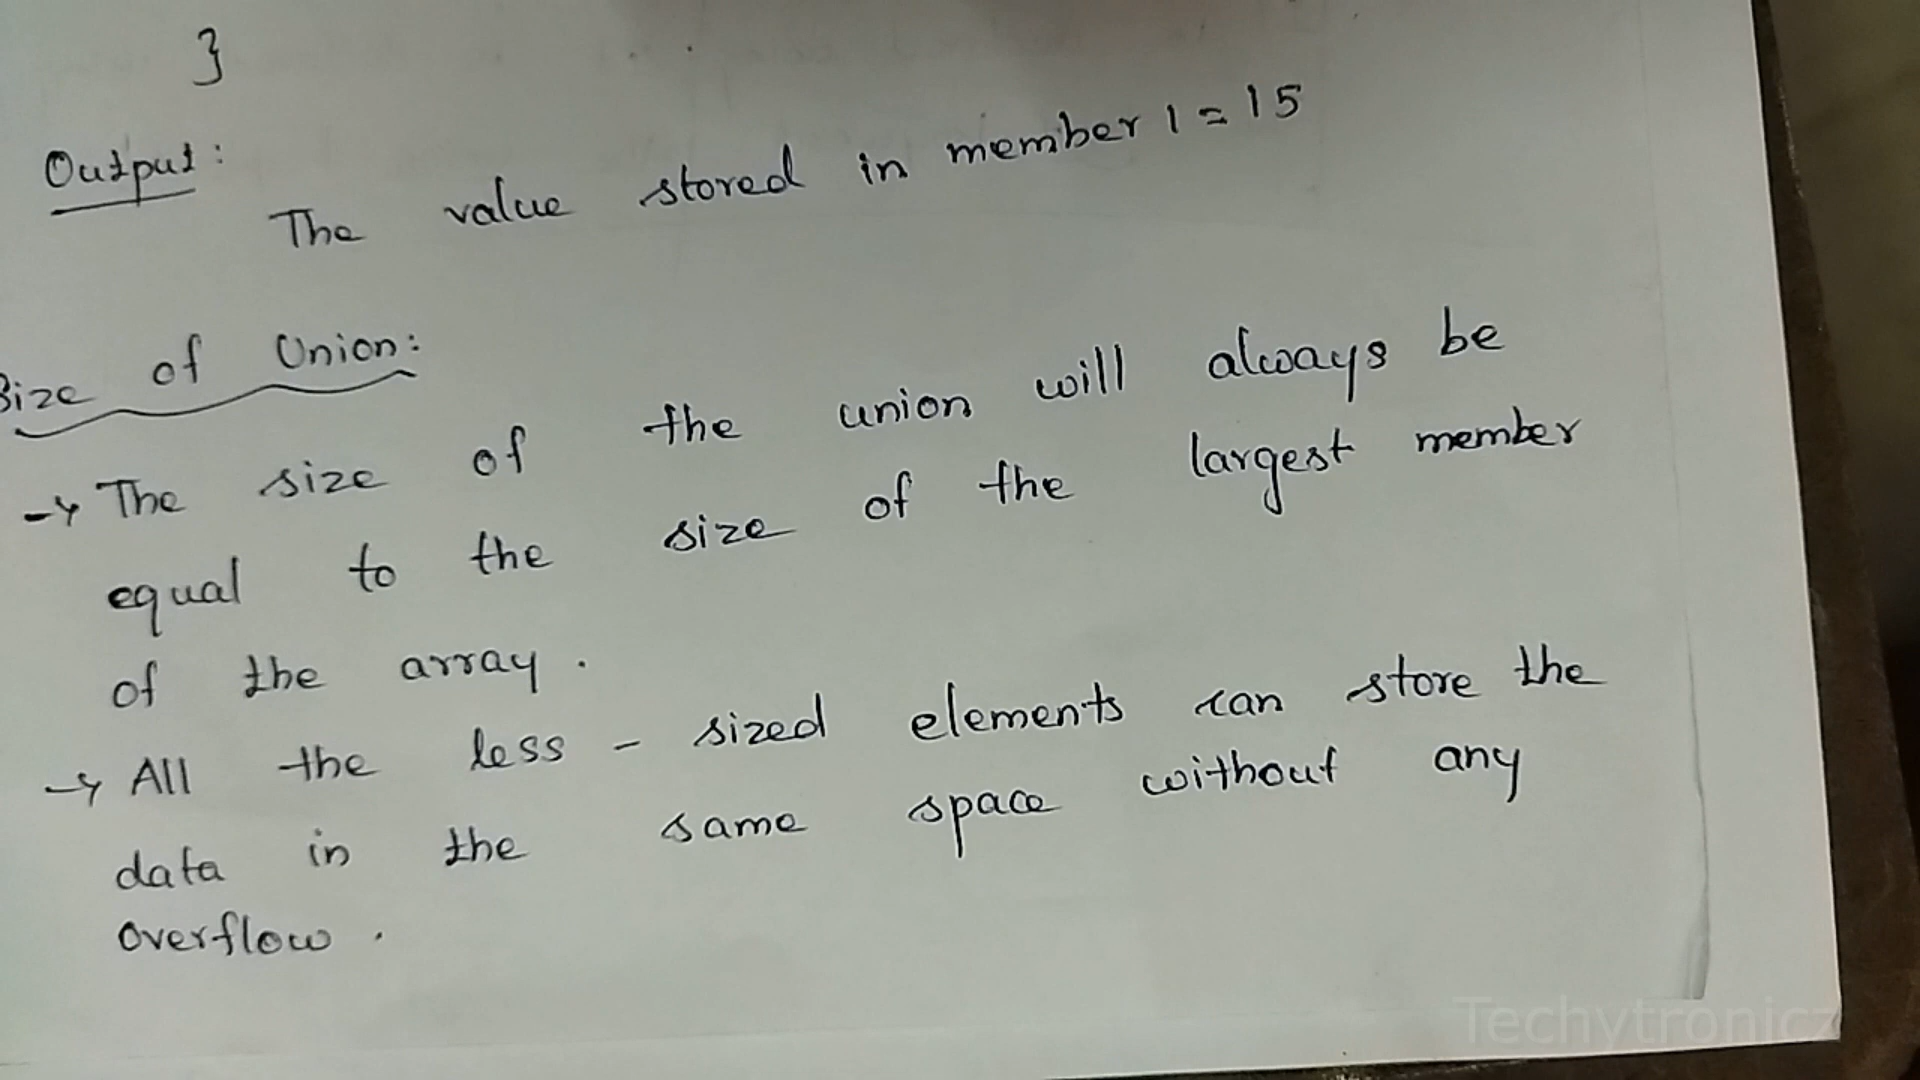 }
Output:
The value stored in member 1 = 15
Size of Union:
→ The size of the union will always be
equal to the size of the largest member
of the array.
→ All the less - sized elements can store the
data in the same space without any
overflow.
Techytronicz